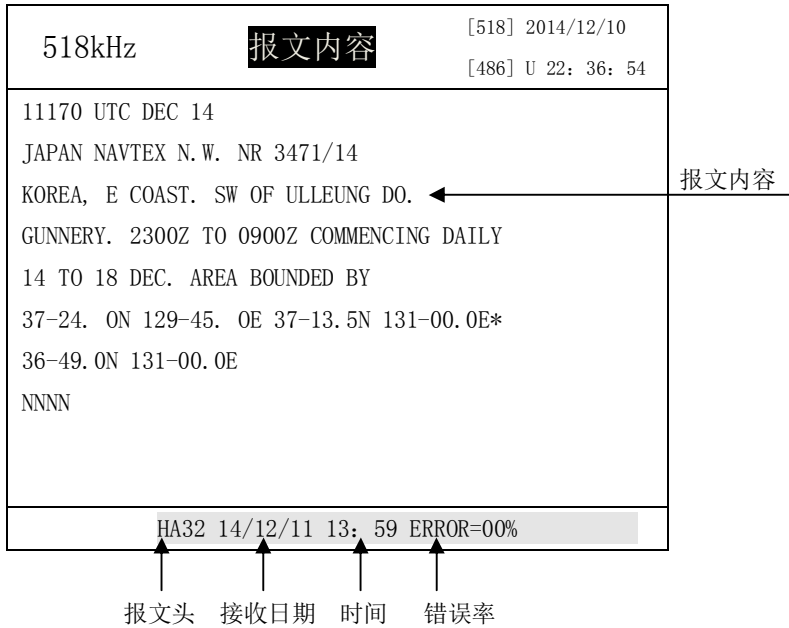 518kHz
报文内容
[518] 2014/12/10
[486] U 22：36：54
11170 UTC DEC 14
JAPAN NAVTEX N.W. NR 3471/14
KOREA, E COAST. SW OF ULLEUNG DO.
报文内容
GUNNERY. 2300Z TO 0900Z COMMENCING DAILY
14 TO 18 DEC. AREA BOUNDED BY
37-24. 0N 129-45. 0E 37-13.5N 131-00.0E*
36-49.0N 131-00.0E
NNNN
HA32 14/12/11 13：59 ERROR=00%
报文头 接收日期 时间 错误率